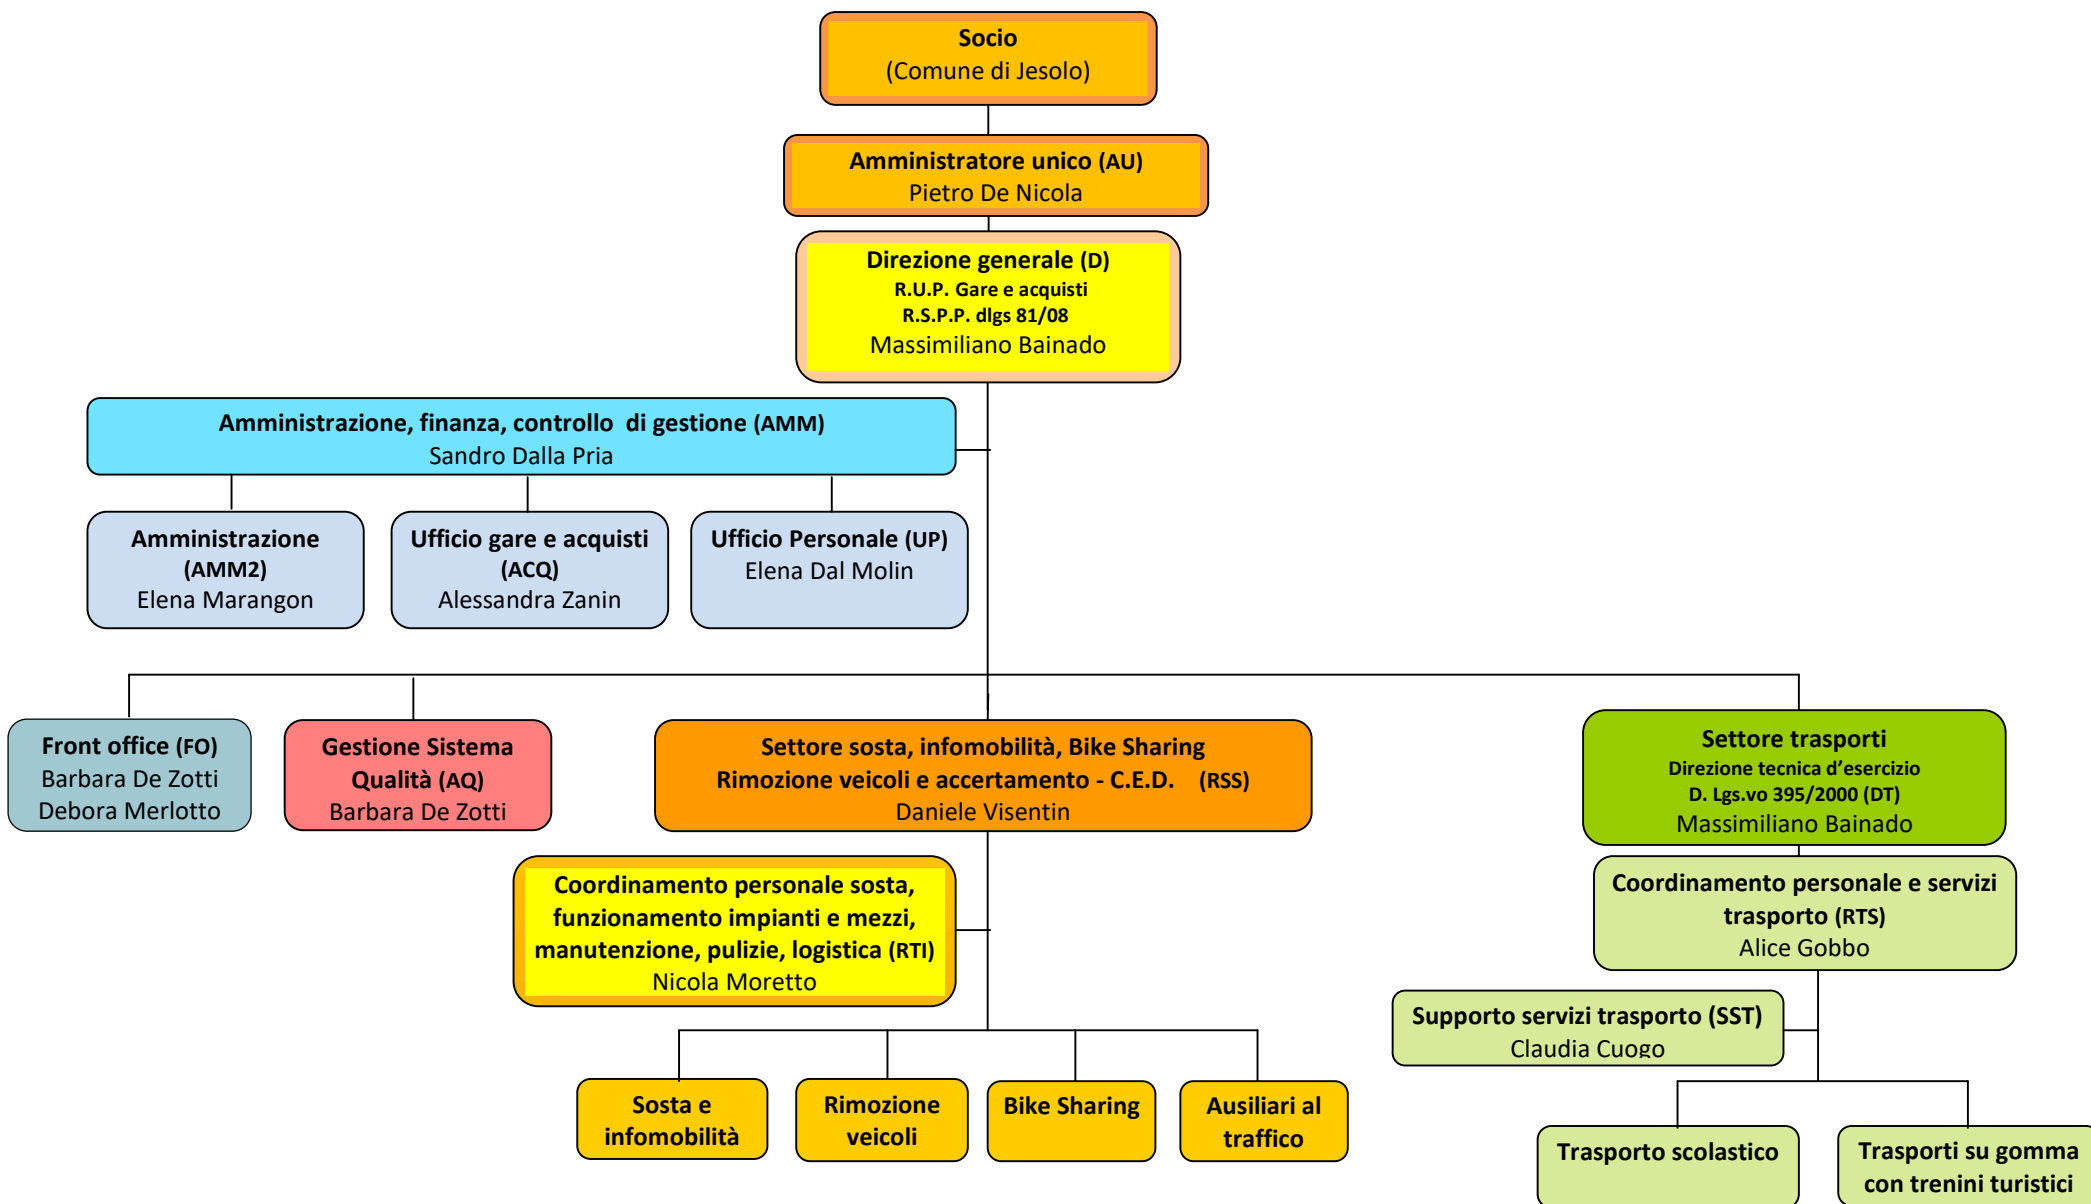 Socio
(Comune di Jesolo)
Amministratore unico (AU)
Pietro De Nicola
Direzione generale (D)
R.U.P. Gare e acquisti
R.S.P.P. dlgs 81/08
Massimiliano Bainado
Amministrazione, finanza, controllo di gestione (AMM)
Sandro Dalla Pria
Amministrazione
(AMM2)
Elena Marangon
Ufficio gare e acquisti
(ACQ)
Alessandra Zanin
Ufficio Personale (UP)
Elena Dal Molin
Front office (FO)
Barbara De Zotti
Debora Merlotto
Gestione Sistema
Qualità (AQ)
Barbara De Zotti
Settore sosta, infomobilità, Bike Sharing
Rimozione veicoli e accertamento - C.E.D. (RSS)
Daniele Visentin
Settore trasporti
Direzione tecnica d’esercizio
D. Lgs.vo 395/2000 (DT)
Massimiliano Bainado
Coordinamento personale sosta,
funzionamento impianti e mezzi,
manutenzione, pulizie, logistica (RTI)
Nicola Moretto
Coordinamento personale e servizi
trasporto (RTS)
Alice Gobbo
Supporto servizi trasporto (SST)
Claudia Cuogo
Sosta e
infomobilità
Rimozione
veicoli
Bike Sharing
Ausiliari al
traffico
Trasporto scolastico
Trasporti su gomma
con trenini turistici